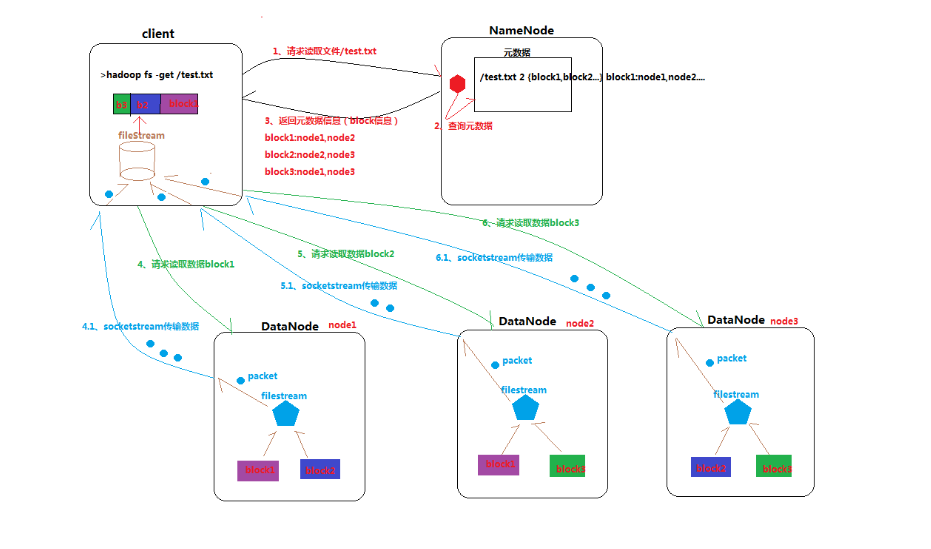 client
NameNode
1、请求读取文件/test.txt
元数据
>hadoop fs -get /test.txt
/test.txt 2 {block1,block2...} block1:node1,node2....
b3 b2 block1
3、返回元数据信息（block信息）
2、查询元数据
filestream
block1:node1,node2
block2:node2,node3
block3:node1,node3
6、请求读取数据block3
5、请求读取数据block2
6.1、socketstream传输数据
4、请求读取数据block1
5.1、socketstream传输数据
4.1、socketstream传输数据
DataNode node1
DataNode node2
DataNode node3
packet
packet
packet
filestream
filestream
filestream
block1
block2
block1
block3
block2
block3